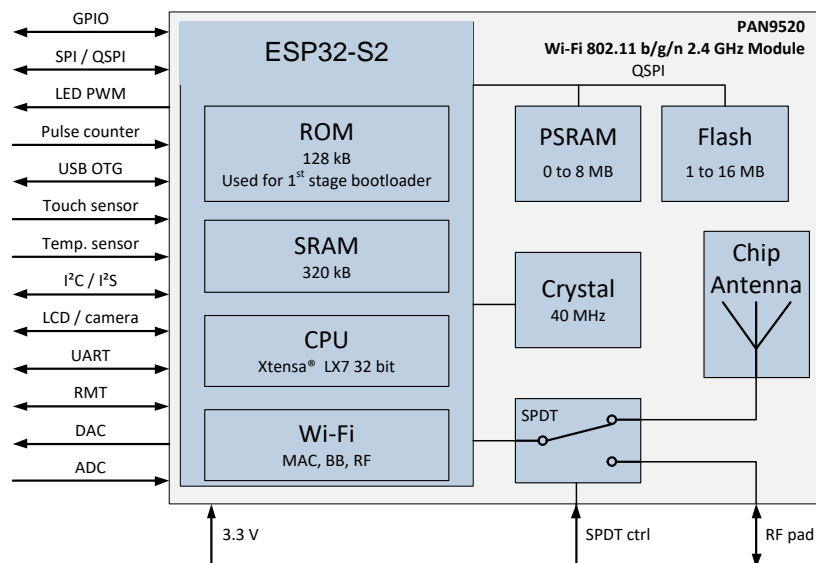 GPIO
SPI / QSPI
LED PWM
Pulse counter
USB OTG
Touch sensor
Temp. sensor
I²C / I²S
LCD / camera
UART
RMT
DAC
ADC
ESP32-S2
ROM
128 kB
Used for 1st stage bootloader
SRAM
320 kB
CPU
Xtensa® LX7 32 bit
Wi-Fi
MAC, BB, RF
PAN9520
Wi-Fi 802.11 b/g/n 2.4 GHz Module
QSPI
PSRAM
0 to 8 MB
Flash
1 to 16 MB
Crystal
40 MHz
Chip
Antenna
SPDT
3.3 V
SPDT ctrl
RF pad